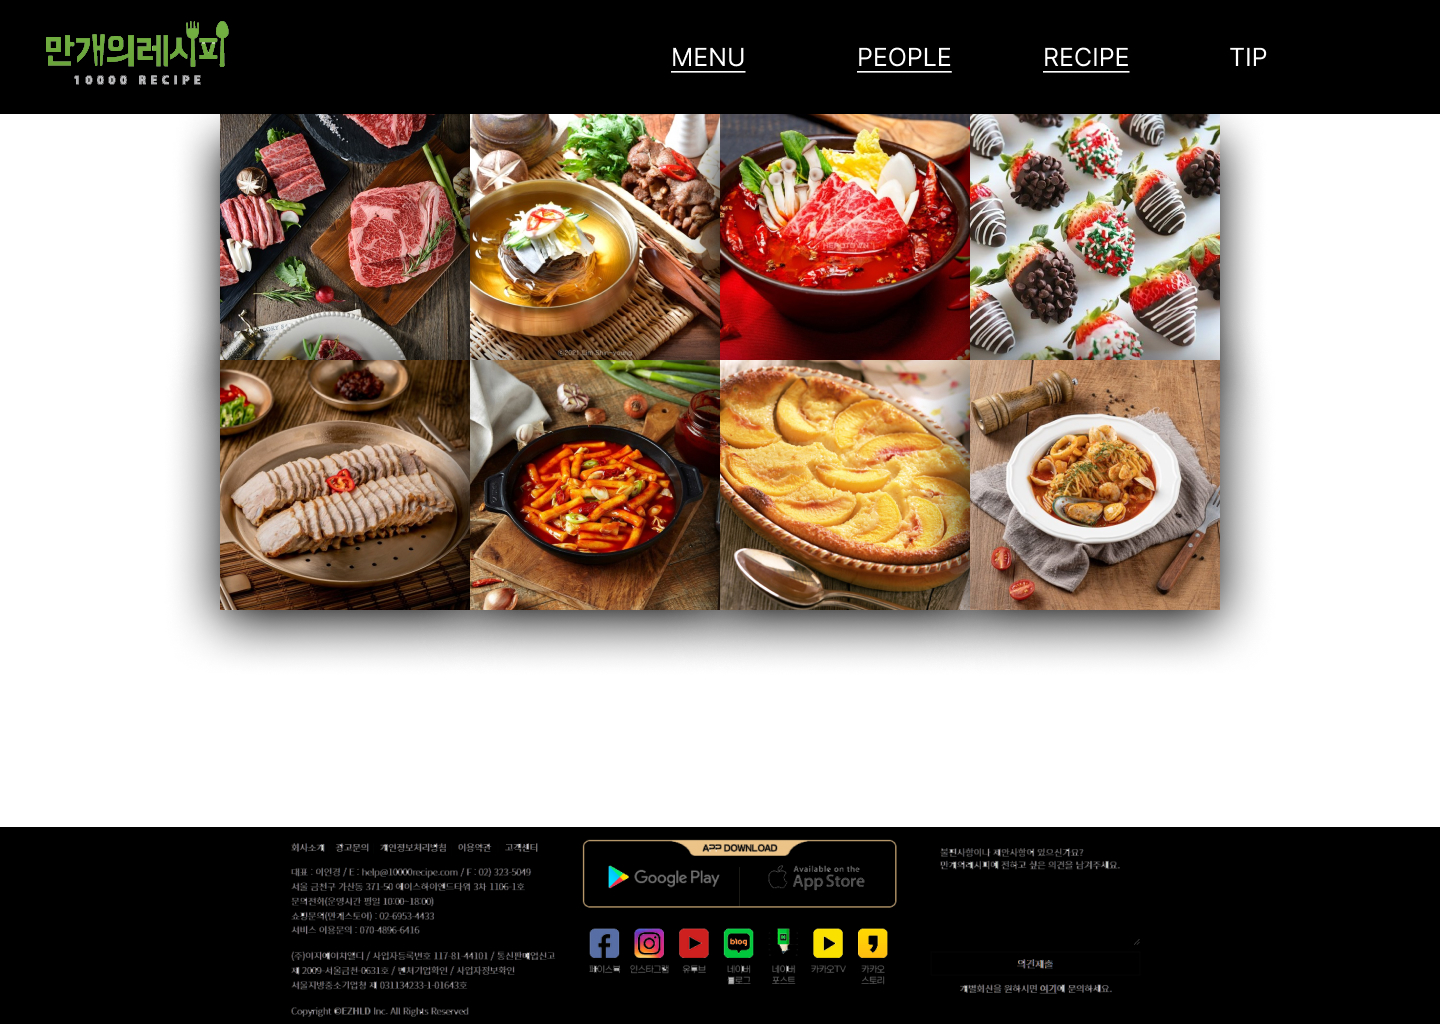 만개의레시피
10000 RECIPE
MENU
PEOPLE
RECIPE
TIP
회사소개 광고문의 개인정보처리방침 이용약관 고객센터
대표 : 이인경 / E : help@10000recipe.com / F : 02) 323-5049
서울 금천구 가산동 371-50 에이스하이엔드타워 3차 1106-1호
문의전화(운영시간 평일 10:00~18:00)
쇼핑문의(만개스토어) : 02-6953-4433
서비스 이용문의 : 070-4896-6416
(주)이지에이치엘디 / 사업자등록번호 117-81-44101 / 통신판매업신고
제 2009-서울금천-0631호 / 벤처기업확인 / 사업자정보확인
서울지방중소기업청 제 031134233-1-01643호
Copyright ©EZHLD Inc. All Rights Reserved
APP DOWNLOAD
Google Play
Available on the
App Store
blog
페이스북 인스타그램 유튜브 네이버 블로그 네이버 포스트 카카오TV 카카오 스토리
불편사항이나 제안사항이 있으신가요?
만개의레시피에 전하고 싶은 의견을 남겨주세요.
의견제출
개별회신을 원하시면 여기에 문의하세요.